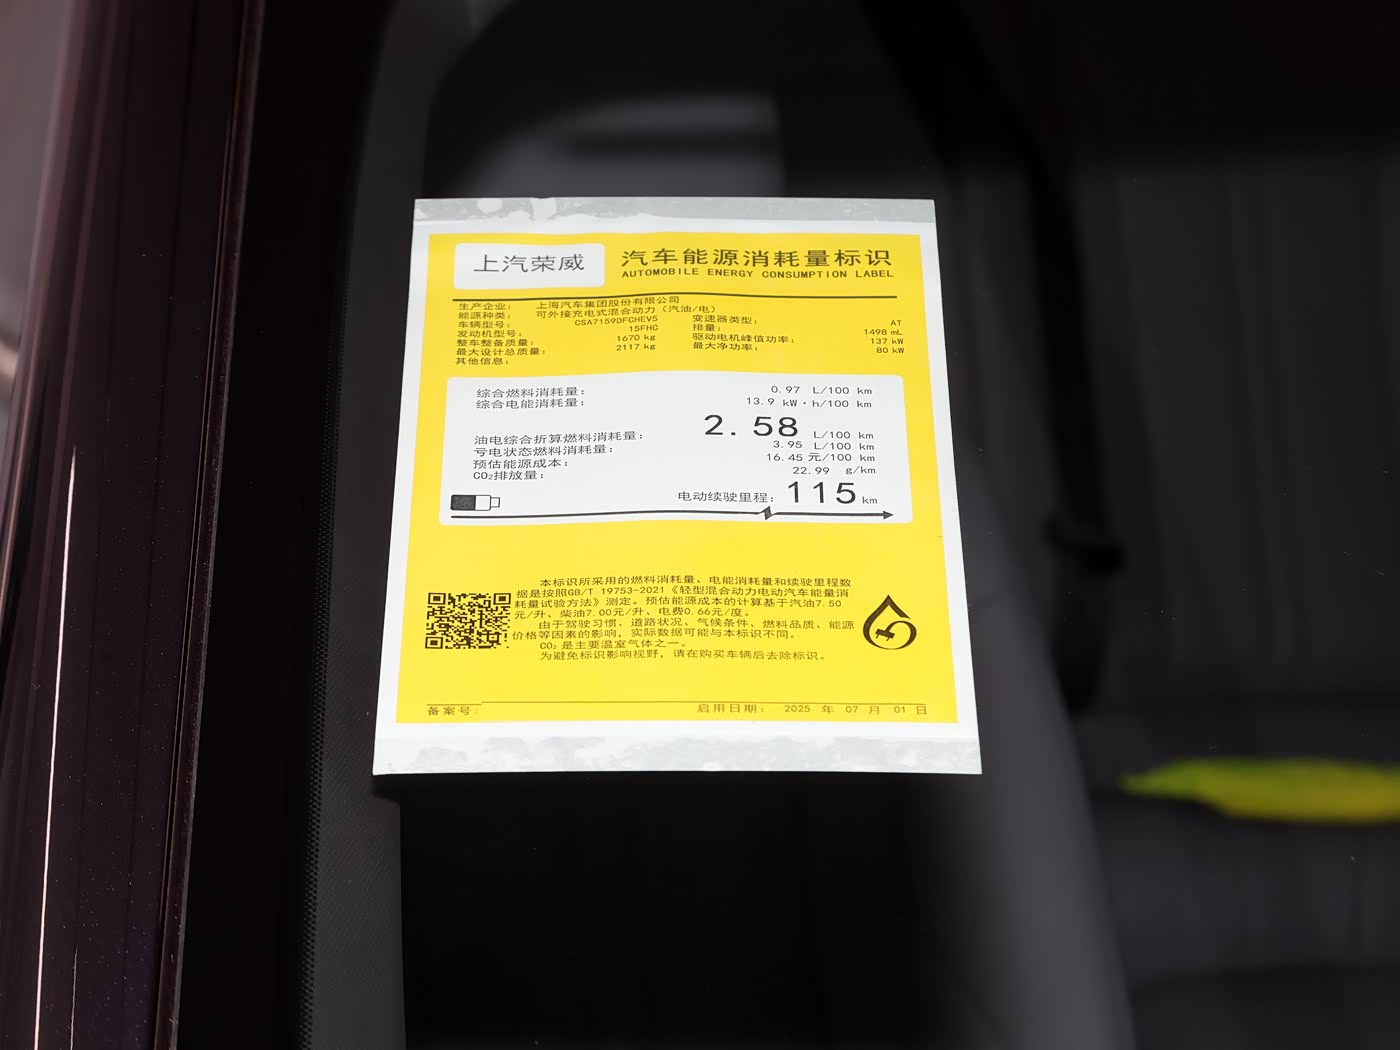 上汽荣威
汽车能源消耗量标识
AUTOMOBILE ENERGY CONSUMPTION LABEL
生产企业： 上海汽车集团股份有限公司
能源种类： 可外接充电式混合动力（汽油/电）
车辆型号： CSA7159DFCHEV5 变速器类型： AT
发动机型号： 15FHC 排量： 1498 mL
整车整备质量： 1670 kg 驱动电机峰值功率： 137 kW
最大设计总质量： 2117 kg 最大净功率： 80 kW
其他信息：
综合燃料消耗量： 0.97 L/100 km
综合电能消耗量： 13.9 kW·h/100 km
油电综合折算燃料消耗量： 2.58 L/100 km
亏电状态燃料消耗量： 3.95 L/100 km
预估能源成本： 16.45 元/100 km
CO₂排放量： 22.99 g/km
电动续驶里程： 115 km
本标识所采用的燃料消耗量、电能消耗量和续驶里程数
据是按照GB/T 19753-2021《轻型混合动力电动汽车能量消
耗量试验方法》测定。预估能源成本的计算基于汽油7.50
元/升、柴油7.00元/升、电费0.66元/度。
由于驾驶习惯、道路状况、气候条件、燃料品质、能源
价格等因素的影响，实际数据可能与本标识不同。
CO₂ 是主要温室气体之一。
为避免标识影响视野，请在购买车辆后去除标识。
备案号：
启用日期： 2025 年 07 月 01 日